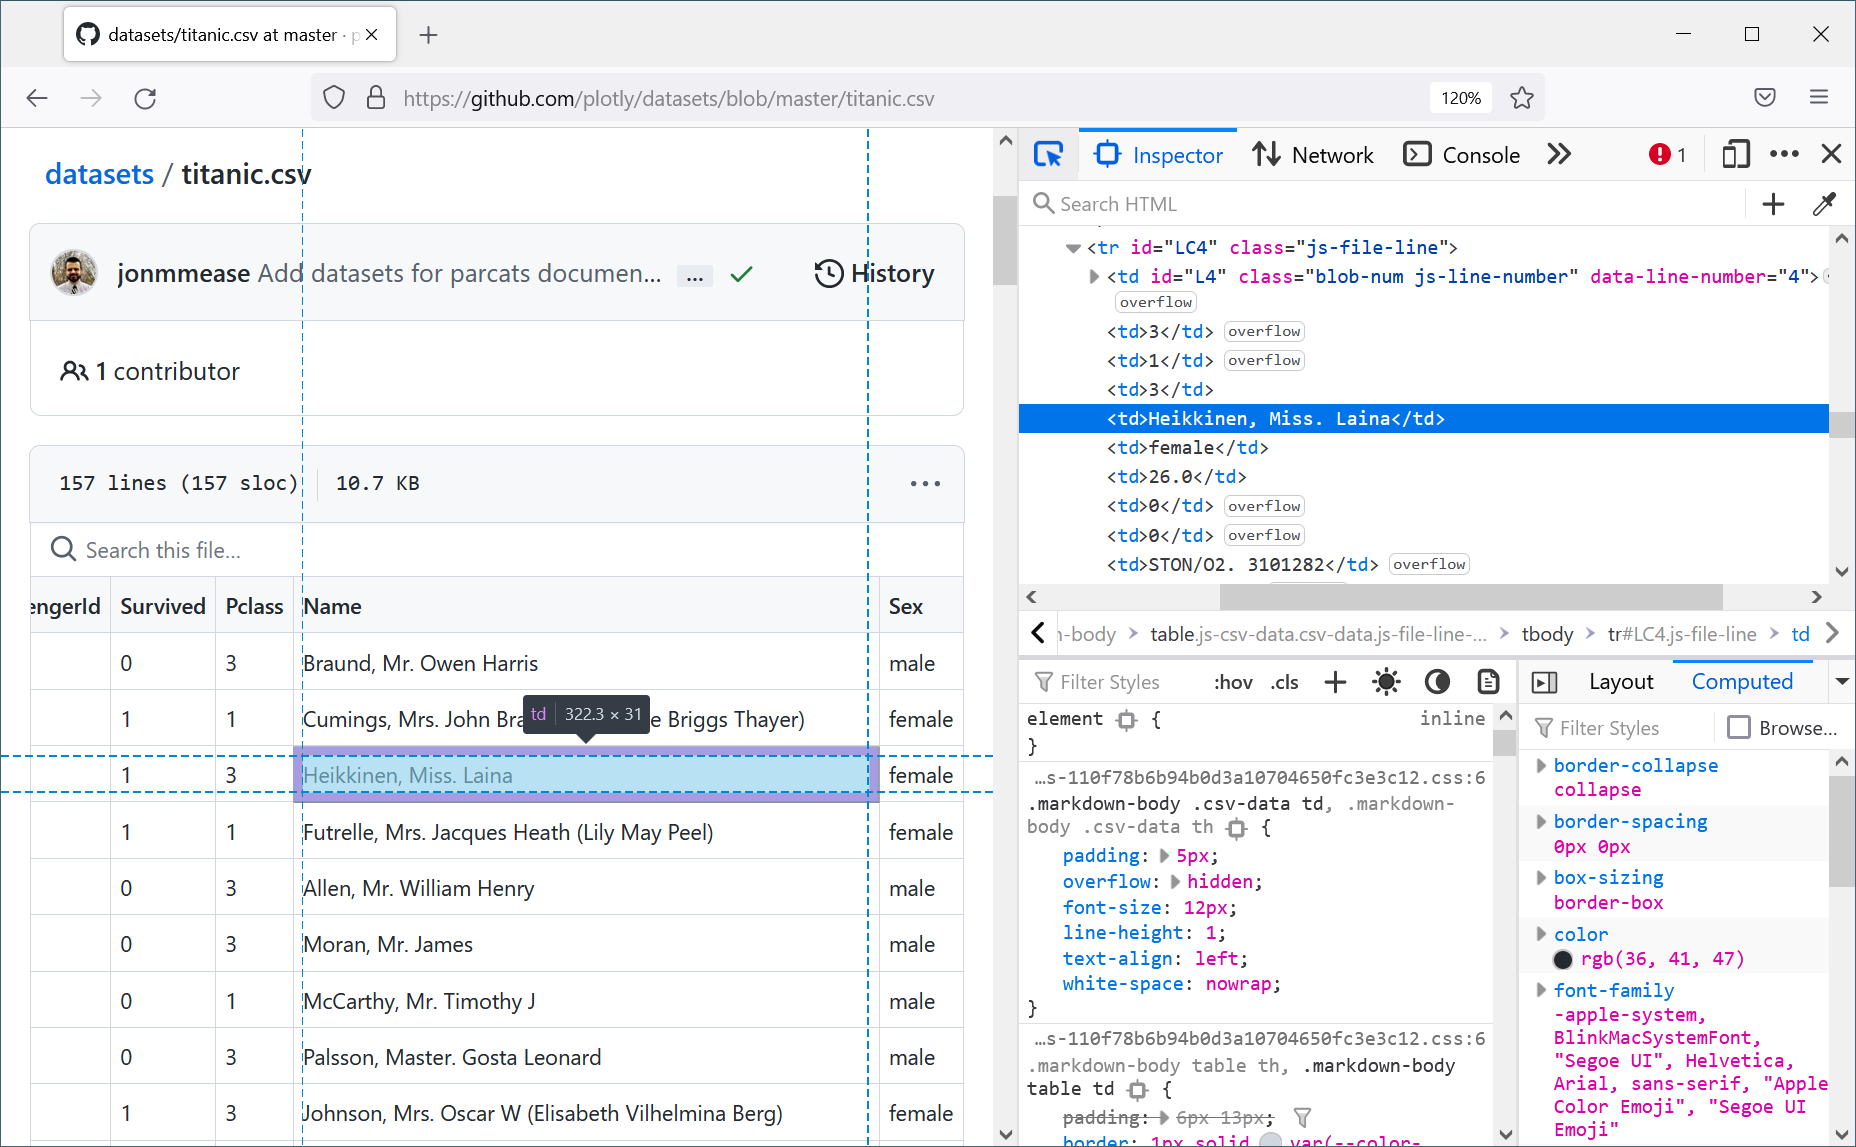 datasets/titanic.csv at master · p
https://github.com/plotly/datasets/blob/master/titanic.csv
120%
datasets / titanic.csv
jonmmease Add datasets for parcats documen... ... History
1 contributor
157 lines (157 sloc) 10.7 KB
Search this file...
engerId Survived Pclass Name Sex
0 3 Braund, Mr. Owen Harris male
1 1 Cumings, Mrs. John Bra e Briggs Thayer) female
td 322.3 × 31
1 3 Heikkinen, Miss. Laina female
1 1 Futrelle, Mrs. Jacques Heath (Lily May Peel) female
0 3 Allen, Mr. William Henry male
0 3 Moran, Mr. James male
0 1 McCarthy, Mr. Timothy J male
0 3 Palsson, Master. Gosta Leonard male
1 3 Johnson, Mrs. Oscar W (Elisabeth Vilhelmina Berg) female
Inspector Network Console 1
Search HTML
<tr id="LC4" class="js-file-line">
<td id="L4" class="blob-num js-line-number" data-line-number="4">
overflow
<td>3</td> overflow
<td>1</td> overflow
<td>3</td>
<td>Heikkinen, Miss. Laina</td>
<td>female</td>
<td>26.0</td>
<td>0</td> overflow
<td>0</td> overflow
<td>STON/O2. 3101282</td> overflow
n-body table.js-csv-data.csv-data.js-file-line-... tbody tr#LC4.js-file-line td
Filter Styles :hov .cls
element { inline
}
...s-110f78b6b94b0d3a10704650fc3e3c12.css:6
.markdown-body .csv-data td, .markdown-
body .csv-data th {
padding: 5px;
overflow: hidden;
font-size: 12px;
line-height: 1;
text-align: left;
white-space: nowrap;
}
...s-110f78b6b94b0d3a10704650fc3e3c12.css:6
.markdown-body table th, .markdown-body
table td {
padding: 6px 13px;
border: 1px solid var(--color-
Layout Computed
Filter Styles Browse...
border-collapse
collapse
border-spacing
0px 0px
box-sizing
border-box
color
rgb(36, 41, 47)
font-family
-apple-system,
BlinkMacSystemFont,
"Segoe UI", Helvetica,
Arial, sans-serif, "Apple
Color Emoji", "Segoe UI
Emoji"